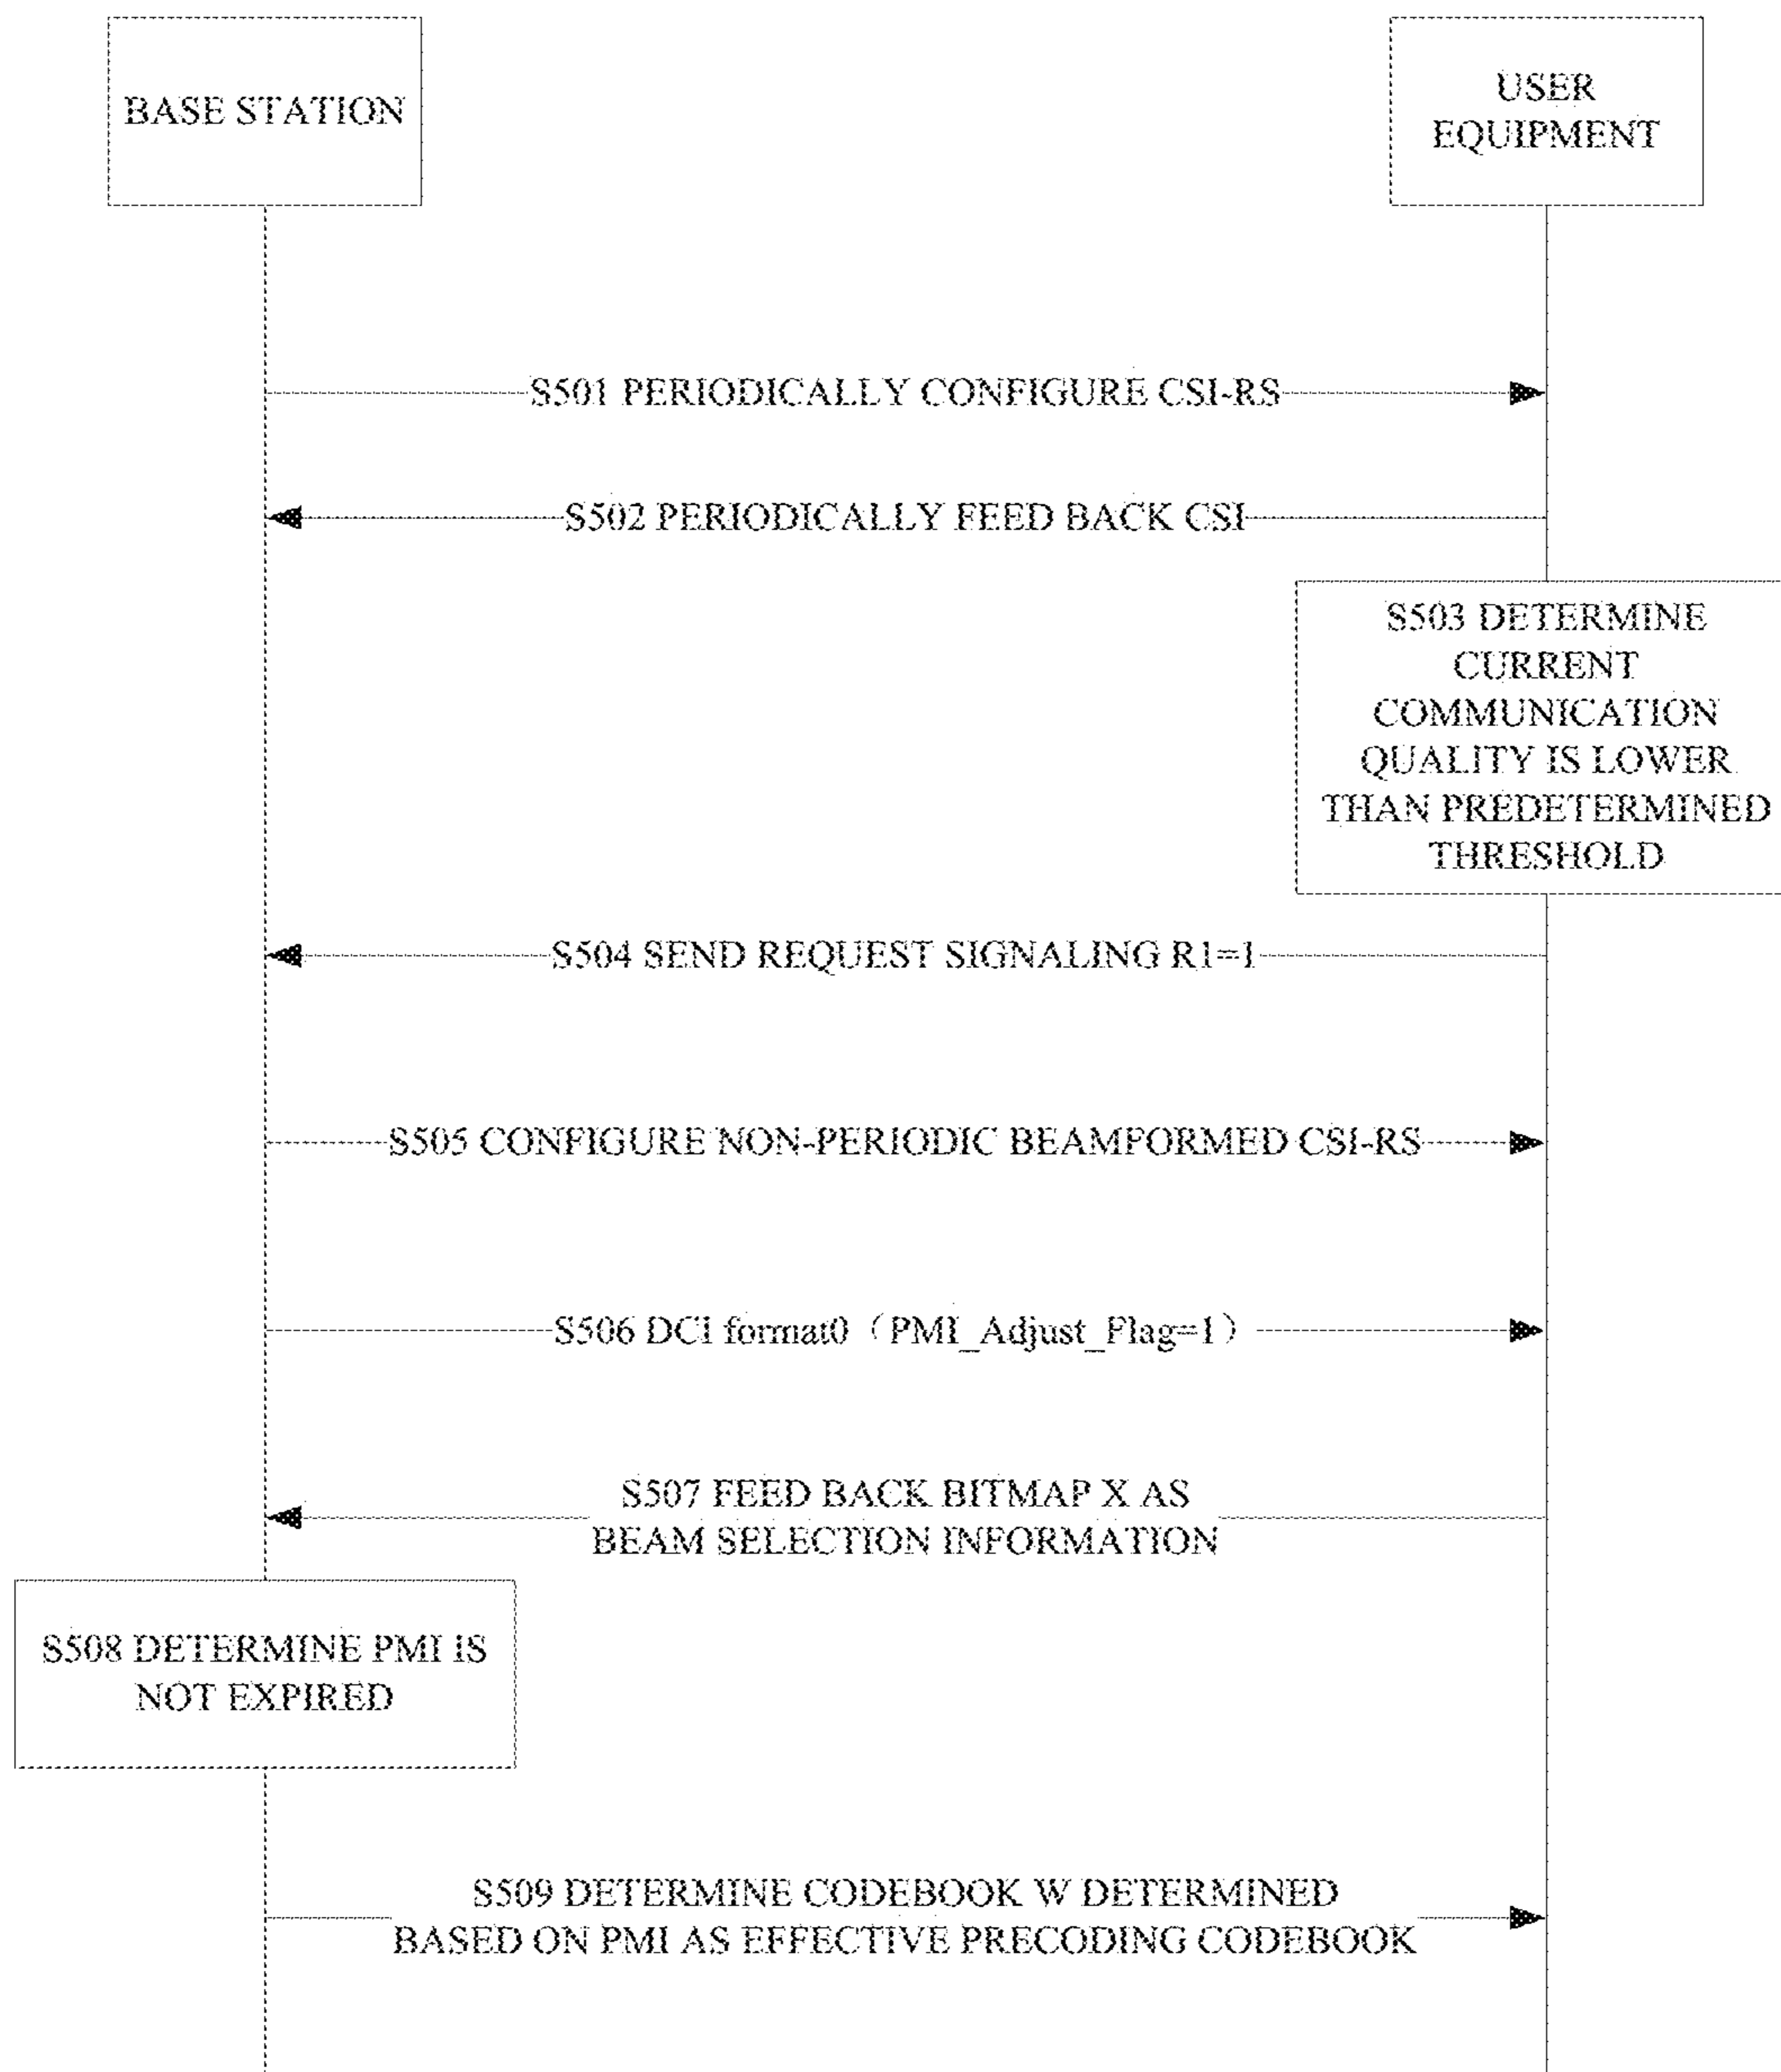 BASE STATION
USER
EQUIPMENT
S501 PERIODICALLY CONFIGURE CSI-RS
S502 PERIODICALLY FEED BACK CSI
S503 DETERMINE
CURRENT
COMMUNICATION
QUALITY IS LOWER
THAN PREDETERMINED
THRESHOLD
S504 SEND REQUEST SIGNALING R1=1
S505 CONFIGURE NON-PERIODIC BEAMFORMED CSI-RS
S506 DCI format0（PMI_Adjust_Flag=1）
S507 FEED BACK BITMAP X AS
BEAM SELECTION INFORMATION
S508 DETERMINE PMI IS
NOT EXPIRED
S509 DETERMINE CODEBOOK W DETERMINED
BASED ON PMI AS EFFECTIVE PRECODING CODEBOOK